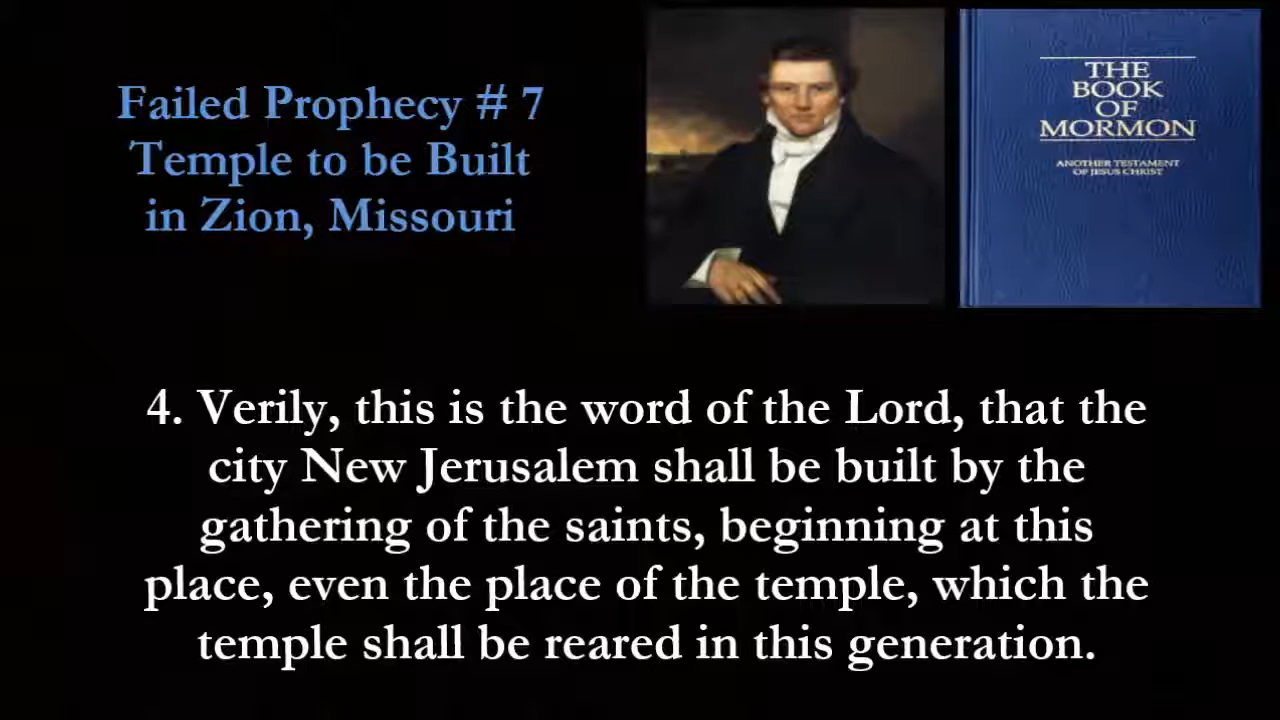 Failed Prophecy # 7
Temple to be Built
in Zion, Missouri
THE
BOOK
OF
MORMON
ANOTHER TESTAMENT
OF JESUS CHRIST
4. Verily, this is the word of the Lord, that the
city New Jerusalem shall be built by the
gathering of the saints, beginning at this
place, even the place of the temple, which the
temple shall be reared in this generation.